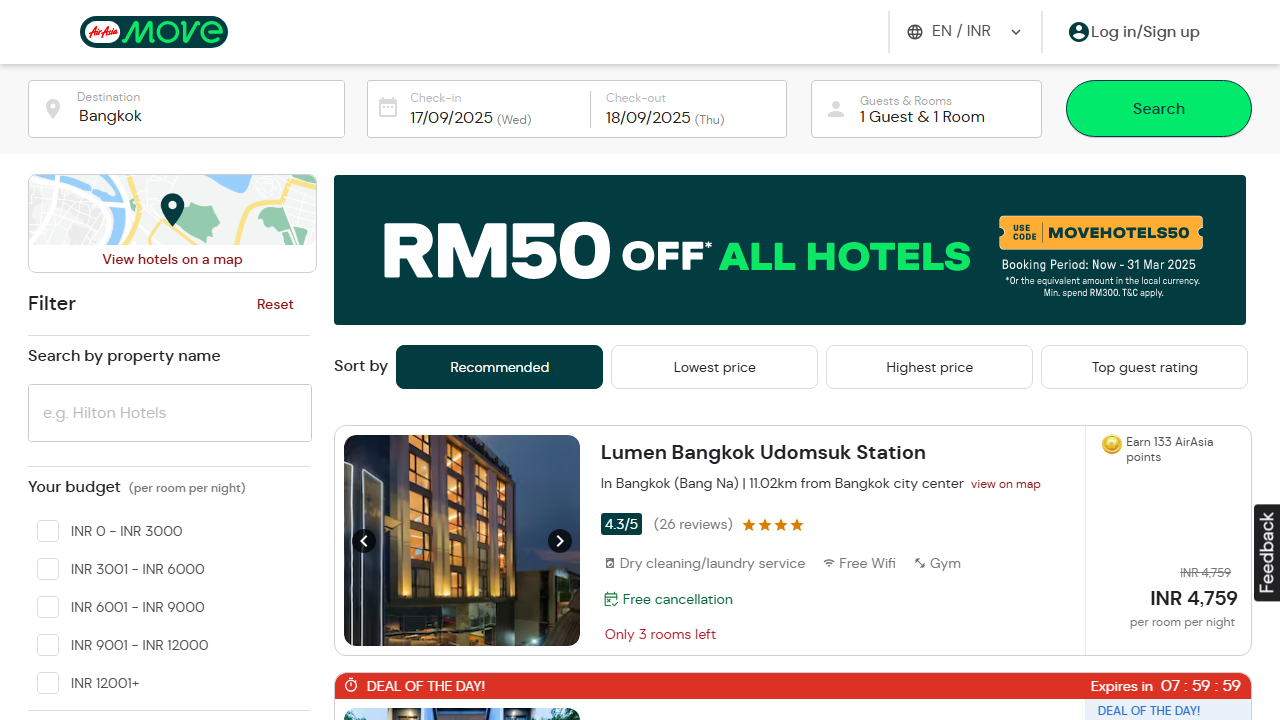 AirAsia move
EN / INR
Log in/Sign up
Destination
Bangkok
Check-in
17/09/2025 (Wed)
Check-out
18/09/2025 (Thu)
Guests & Rooms
1 Guest & 1 Room
Search
View hotels on a map
Filter
Reset
Search by property name
e.g. Hilton Hotels
Your budget (per room per night)
INR 0 - INR 3000
INR 3001 - INR 6000
INR 6001 - INR 9000
INR 9001 - INR 12000
INR 12001+
RM50 OFF* ALL HOTELS
USE CODE MOVEHOTELS50
Booking Period: Now - 31 Mar 2025
*Or the equivalent amount in the local currency.
Min. spend RM300. T&C apply.
Sort by
Recommended
Lowest price
Highest price
Top guest rating
Lumen Bangkok Udomsuk Station
In Bangkok (Bang Na) | 11.02km from Bangkok city center view on map
4.3/5 (26 reviews)
Dry cleaning/laundry service Free Wifi Gym
Free cancellation
Only 3 rooms left
Earn 133 AirAsia
points
INR 4,759
INR 4,759
per room per night
Feedback
DEAL OF THE DAY!
Expires in 07 : 59 : 59
DEAL OF THE DAY!